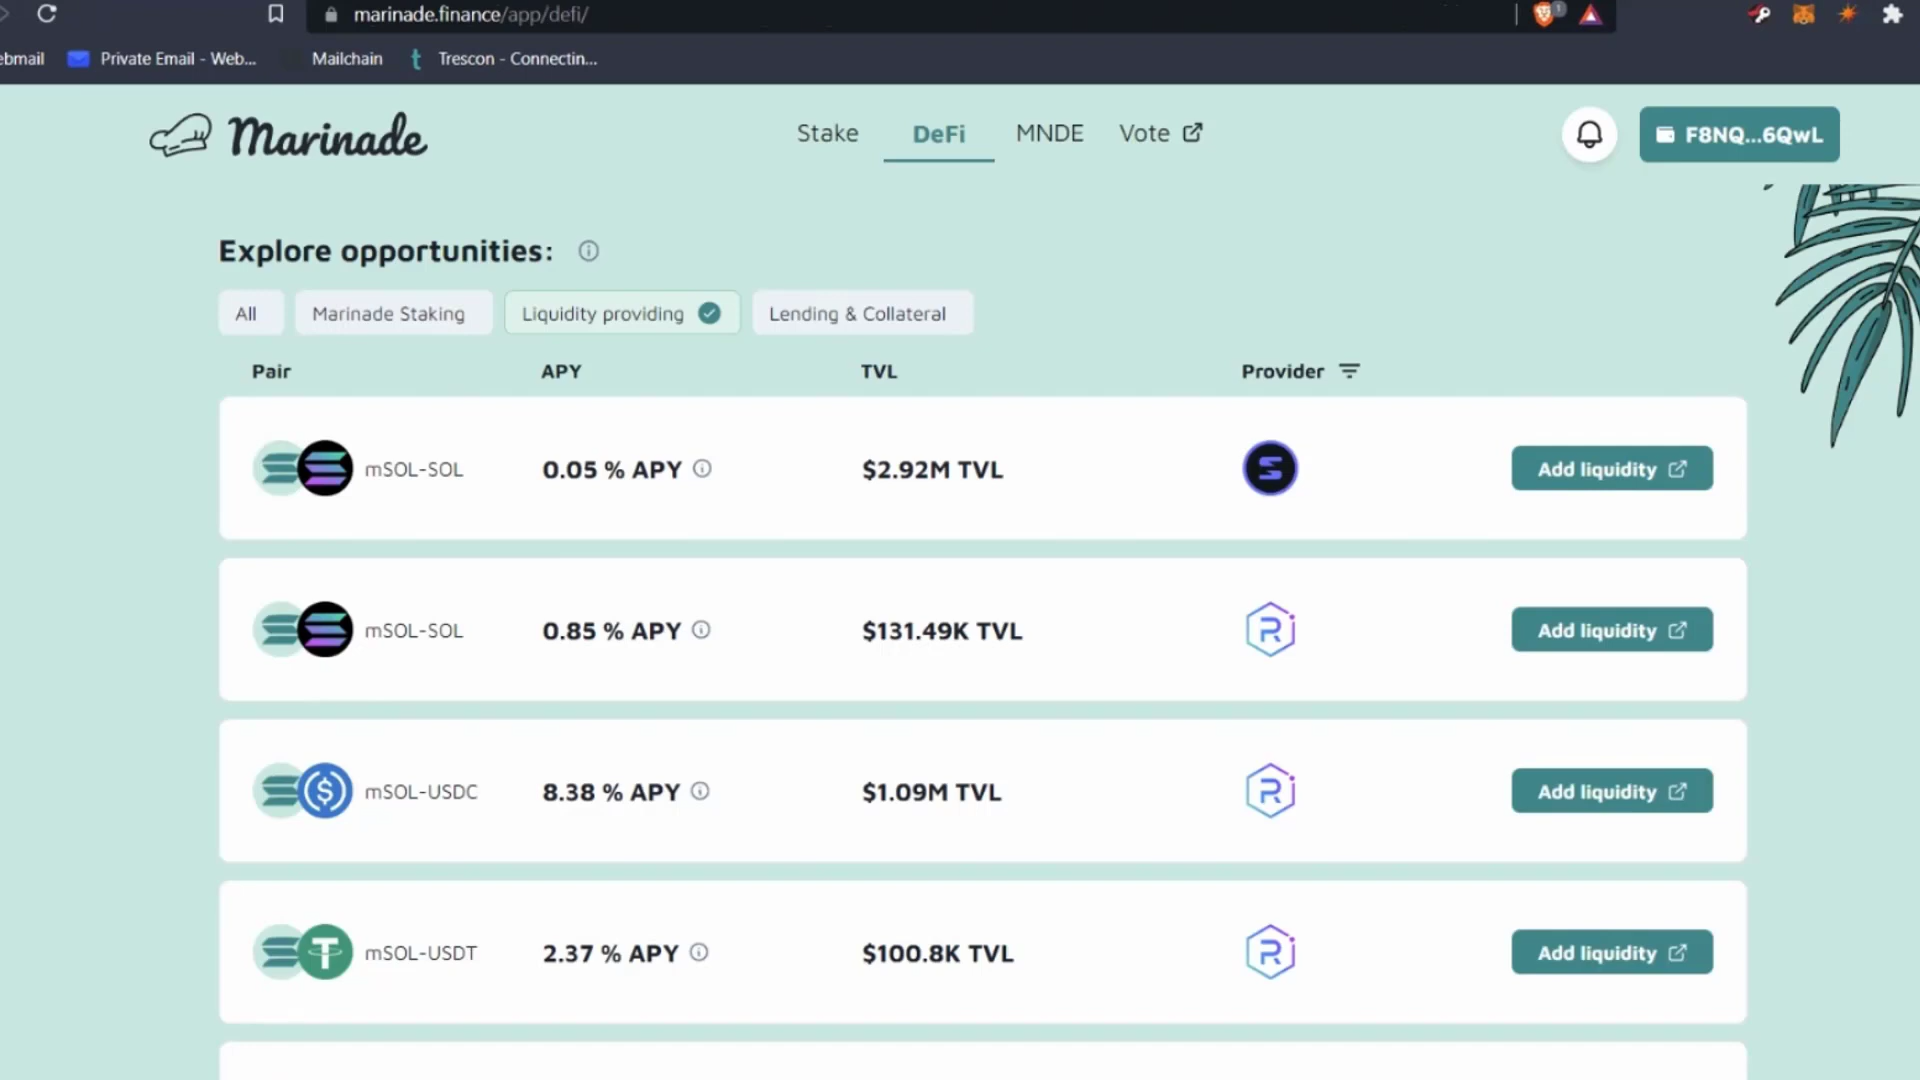 marinade.finance/app/defi/
1
ebmail
Private Email - Web...
Mailchain
t
Trescon - Connectin...
Marinade
Stake
DeFi
MNDE
Vote
F8NQ...6QwL
Explore opportunities:
All
Marinade Staking
Liquidity providing
Lending & Collateral
Pair
APY
TVL
Provider
mSOL-SOL
0.05 % APY
$2.92M TVL
Add liquidity
mSOL-SOL
0.85 % APY
$131.49K TVL
Add liquidity
mSOL-USDC
8.38 % APY
$1.09M TVL
Add liquidity
mSOL-USDT
2.37 % APY
$100.8K TVL
Add liquidity